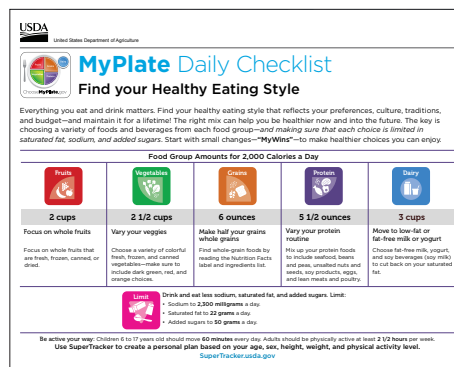 USDA
United States Department of Agriculture
MyPlate Daily Checklist
Find your Healthy Eating Style
Fruits
Grains
Vegetables
Protein
Dairy
ChooseMyPlate.gov
Everything you eat and drink matters. Find your healthy eating style that reflects your preferences, culture, traditions,
and budget—and maintain it for a lifetime! The right mix can help you be healthier now and into the future. The key is
choosing a variety of foods and beverages from each food group—and making sure that each choice is limited in
saturated fat, sodium, and added sugars. Start with small changes—“MyWins”—to make healthier choices you can enjoy.
Food Group Amounts for 2,000 Calories a Day
Fruits
2 cups
Focus on whole fruits
Focus on whole fruits that
are fresh, frozen, canned, or
dried.
Vegetables
2 1/2 cups
Vary your veggies
Choose a variety of colorful
fresh, frozen, and canned
vegetables—make sure to
include dark green, red, and
orange choices.
Grains
6 ounces
Make half your grains
whole grains
Find whole-grain foods by
reading the Nutrition Facts
label and ingredients list.
Protein
5 1/2 ounces
Vary your protein
routine
Mix up your protein foods
to include seafood, beans
and peas, unsalted nuts and
seeds, soy products, eggs,
and lean meats and poultry.
Dairy
3 cups
Move to low-fat or
fat-free milk or yogurt
Choose fat-free milk, yogurt,
and soy beverages (soy milk)
to cut back on your saturated
fat.
Limit
Drink and eat less sodium, saturated fat, and added sugars. Limit:
• Sodium to 2,300 milligrams a day.
• Saturated fat to 22 grams a day.
• Added sugars to 50 grams a day.
Be active your way: Children 6 to 17 years old should move 60 minutes every day. Adults should be physically active at least 2 1/2 hours per week.
Use SuperTracker to create a personal plan based on your age, sex, height, weight, and physical activity level.
SuperTracker.usda.gov